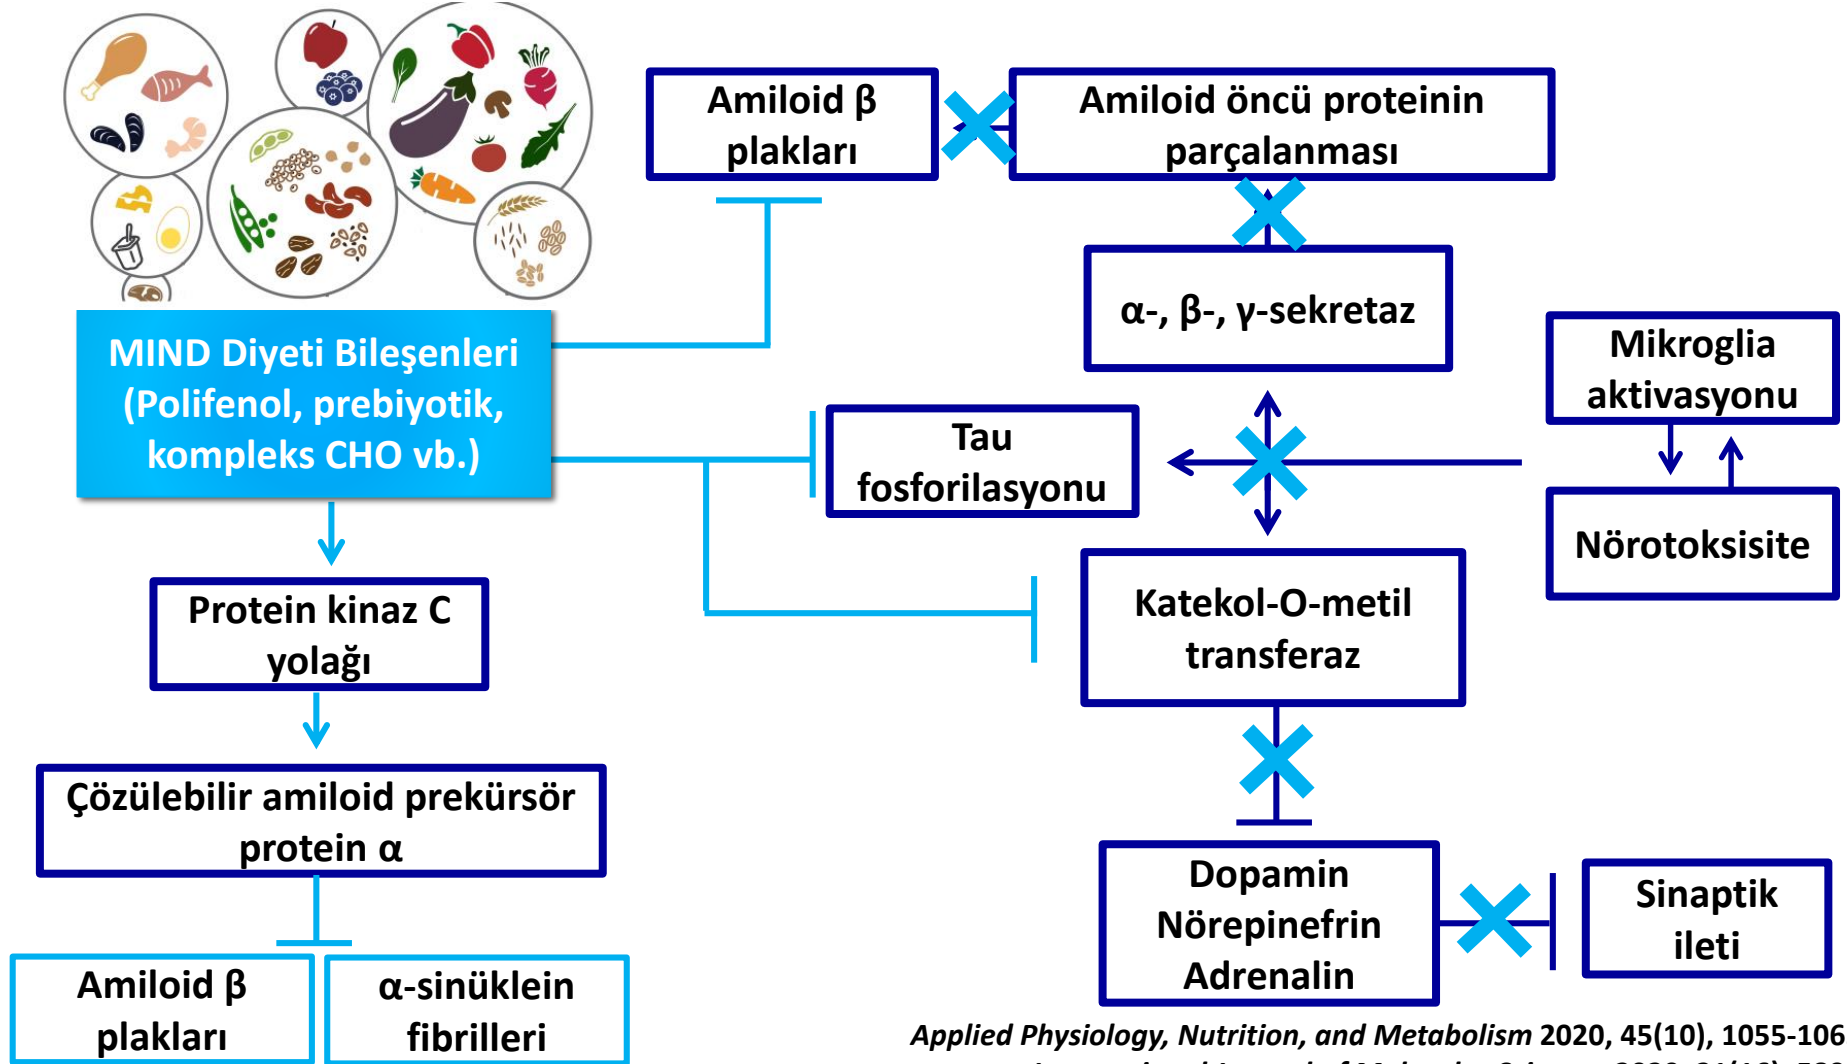 Amiloid β
plakları
Amiloid öncü proteinin
parçalanması
α-, β-, γ-sekretaz
MIND Diyeti Bileşenleri
(Polifenol, prebiyotik,
kompleks CHO vb.)
Mikroglia
aktivasyonu
Tau
fosforilasyonu
Nörotoksisite
Protein kinaz C
yolağı
Katekol-O-metil
transferaz
Çözülebilir amiloid prekürsör
protein α
Dopamin
Nörepinefrin
Adrenalin
Sinaptik
ileti
Amiloid β
plakları
α-sinüklein
fibrilleri
Applied Physiology, Nutrition, and Metabolism 2020, 45(10), 1055-106